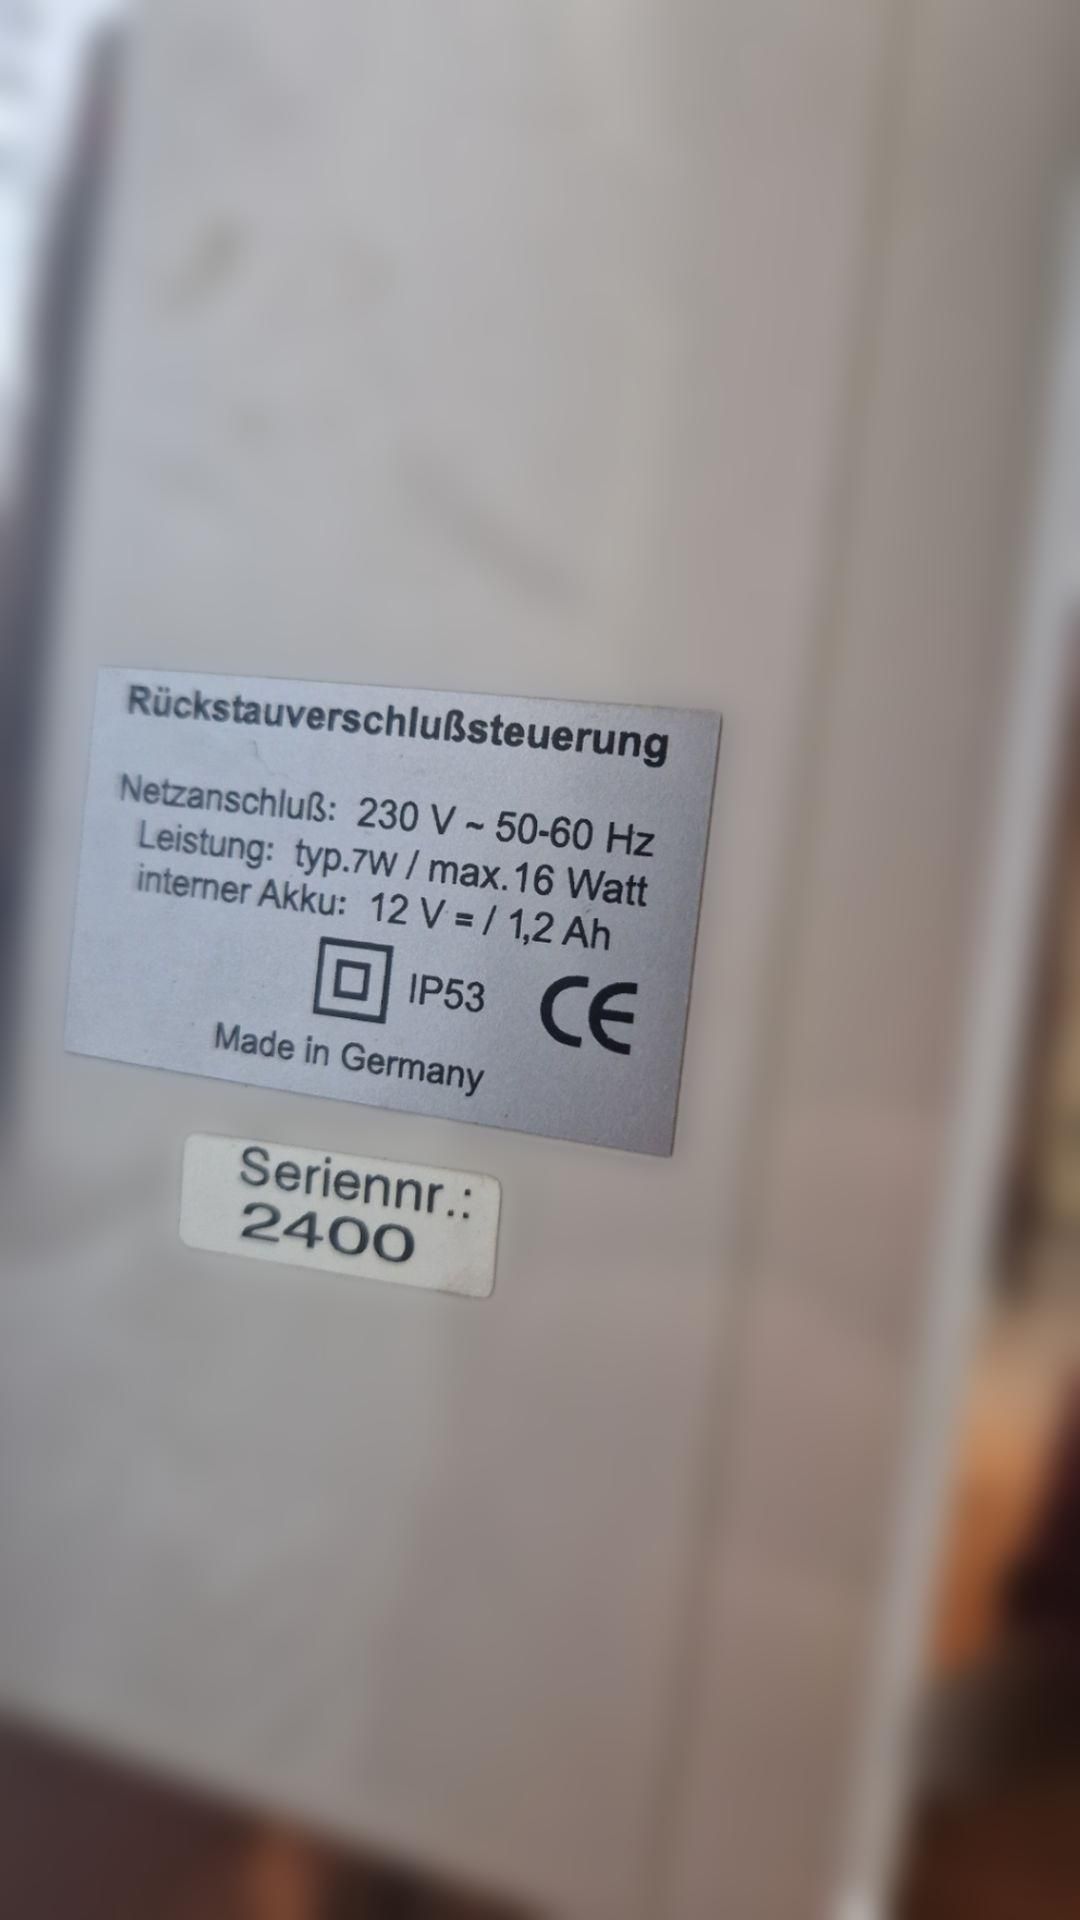 Rückstauverschlußsteuerung
Netzanschluß: 230 V ~ 50-60 Hz
Leistung: typ.7W / max.16 Watt
interner Akku: 12 V = / 1,2 Ah
IP53 CE
Made in Germany
Seriennr.:
2400